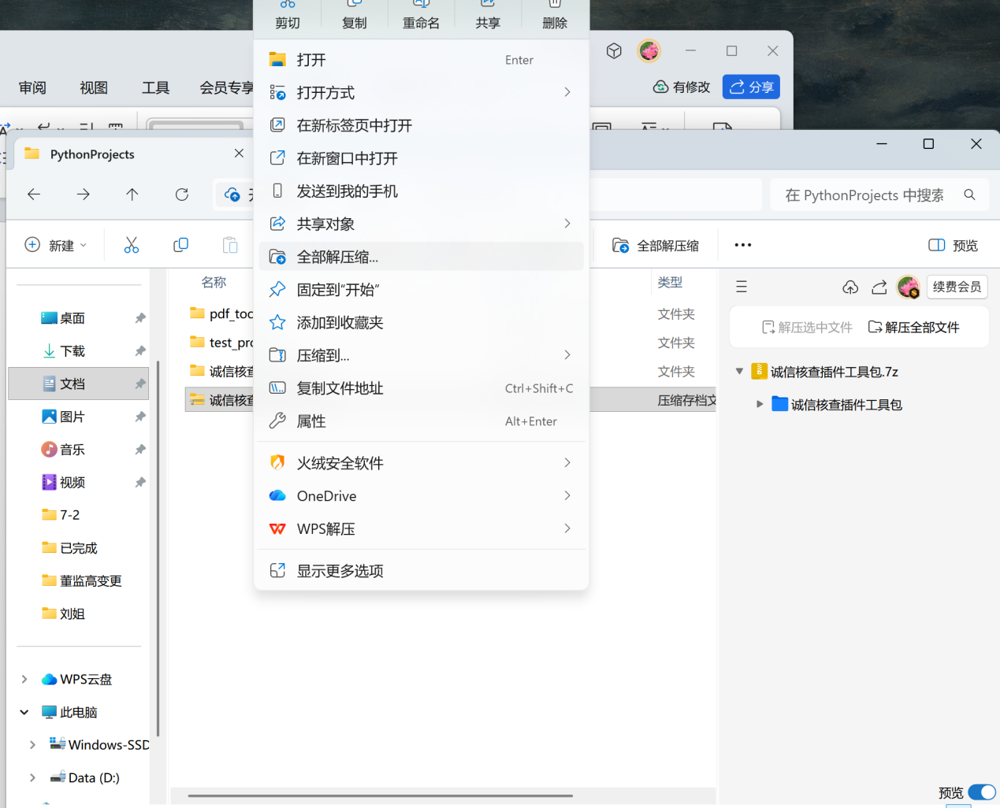 剪切 复制 重命名 共享 删除
审阅 视图 工具 会员专享
有修改 分享
打开 Enter
打开方式
在新标签页中打开
在新窗口中打开
发送到我的手机
共享对象
全部解压缩...
固定到“开始”
添加到收藏夹
压缩到...
复制文件地址 Ctrl+Shift+C
属性 Alt+Enter
火绒安全软件
OneDrive
WPS解压
显示更多选项
PythonProjects
在 PythonProjects 中搜索
新建
全部解压缩
预览
桌面
下载
文档
图片
音乐
视频
7-2
已完成
董监高变更
刘姐
WPS云盘
此电脑
Windows-SSD
Data (D:)
名称 类型
pdf_too 文件夹
test_pro 文件夹
诚信核查 文件夹
诚信核查 压缩存档文
续费会员
解压选中文件 解压全部文件
诚信核查插件工具包.7z
诚信核查插件工具包
预览